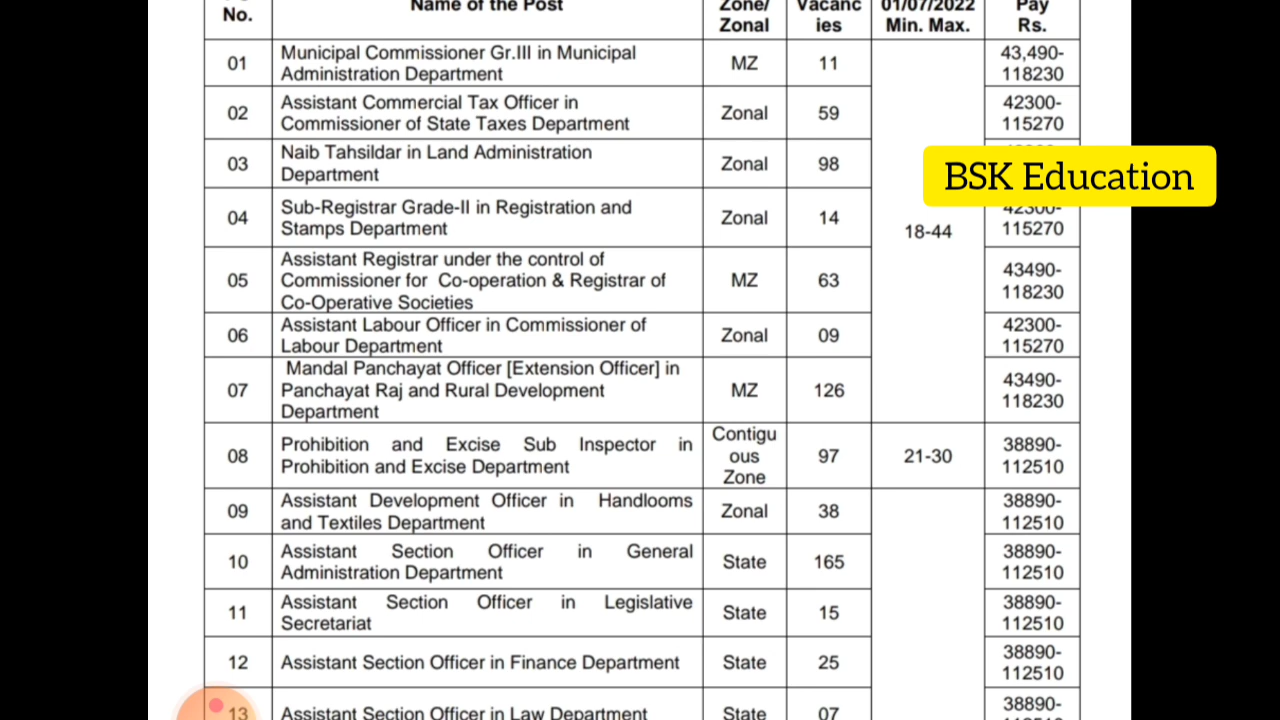 No.
Name of the Post
Zone/
Zonal
Vacanc
ies
01/07/2022
Min. Max.
Pay
Rs.
01
Municipal Commissioner Gr.III in Municipal
Administration Department
MZ
11
43,490-
118230
02
Assistant Commercial Tax Officer in
Commissioner of State Taxes Department
Zonal
59
42300-
115270
03
Naib Tahsildar in Land Administration
Department
Zonal
98
BSK Education
04
Sub-Registrar Grade-II in Registration and
Stamps Department
Zonal
14
18-44
42300-
115270
05
Assistant Registrar under the control of
Commissioner for Co-operation & Registrar of
Co-Operative Societies
MZ
63
43490-
118230
06
Assistant Labour Officer in Commissioner of
Labour Department
Zonal
09
42300-
115270
07
Mandal Panchayat Officer [Extension Officer] in
Panchayat Raj and Rural Development
Department
MZ
126
43490-
118230
08
Prohibition and Excise Sub Inspector in
Prohibition and Excise Department
Contigu
ous
Zone
97
21-30
38890-
112510
09
Assistant Development Officer in Handlooms
and Textiles Department
Zonal
38
38890-
112510
10
Assistant Section Officer in General
Administration Department
State
165
38890-
112510
11
Assistant Section Officer in Legislative
Secretariat
State
15
38890-
112510
12
Assistant Section Officer in Finance Department
State
25
38890-
112510
13
Assistant Section Officer in Law Department
State
07
38890-